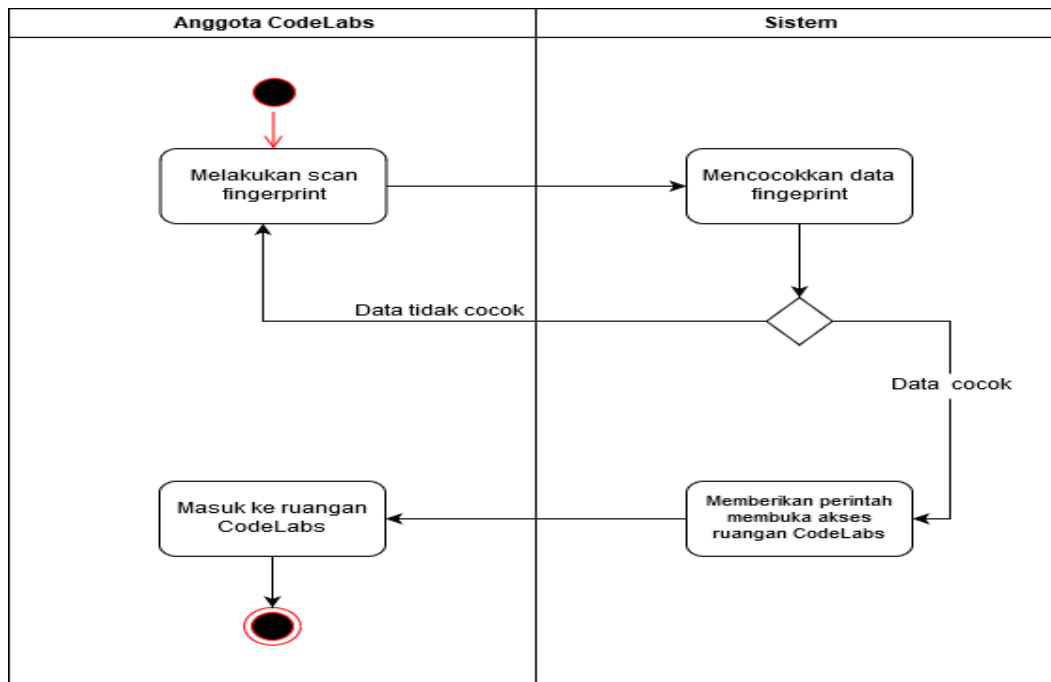 Anggota CodeLabs
Sistem
Melakukan scan
fingerprint
Mencocokkan data
fingeprint
Data tidak cocok
Data cocok
Masuk ke ruangan
CodeLabs
Memberikan perintah
membuka akses
ruangan CodeLabs